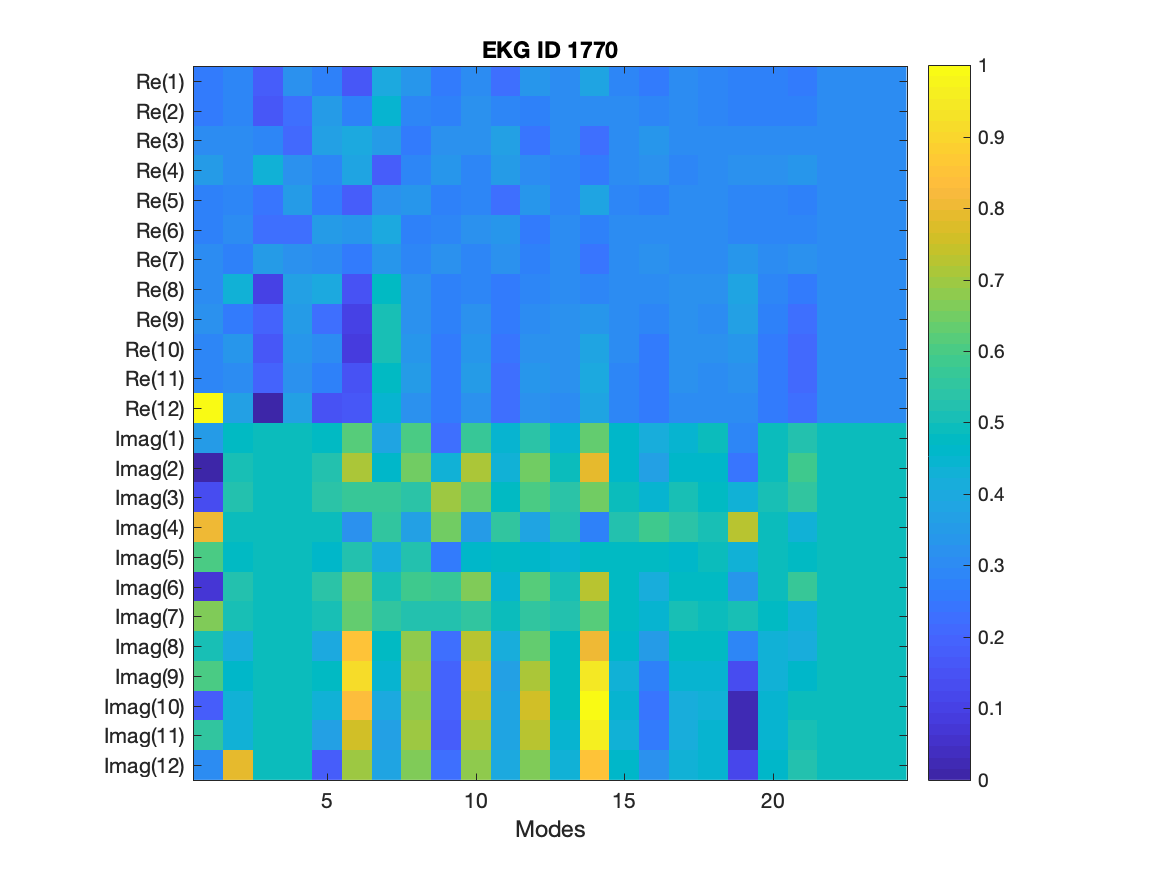 EKG ID 1770
Re(1)
Re(2)
Re(3)
Re(4)
Re(5)
Re(6)
Re(7)
Re(8)
Re(9)
Re(10)
Re(11)
Re(12)
Imag(1)
Imag(2)
Imag(3)
Imag(4)
Imag(5)
Imag(6)
Imag(7)
Imag(8)
Imag(9)
Imag(10)
Imag(11)
Imag(12)
5 10 15 20
Modes
1
0.9
0.8
0.7
0.6
0.5
0.4
0.3
0.2
0.1
0